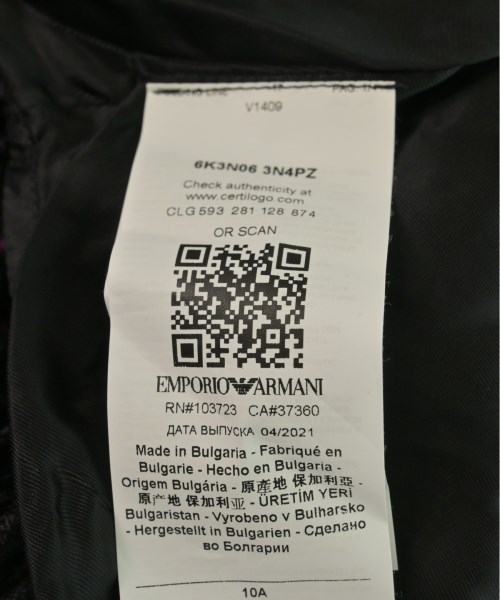 V1409
6K3N06 3N4PZ
Check authenticity at
www.certilogo.com
CLG 593 281 128 874
OR SCAN
EMPORIO ARMANI
RN#103723 CA#37360
ДАТА ВЫПУСКА 04/2021
Made in Bulgaria - Fabriqué en
Bulgarie - Hecho en Bulgaria -
Origem Bulgária - 原產地 保加利亞 -
原产地 保加利亚 - ÜRETİM YERİ
Bulgaristan - Vyrobeno v Bulharsko
- Hergestellt in Bulgarien - Сделано
во Болгарии
10A